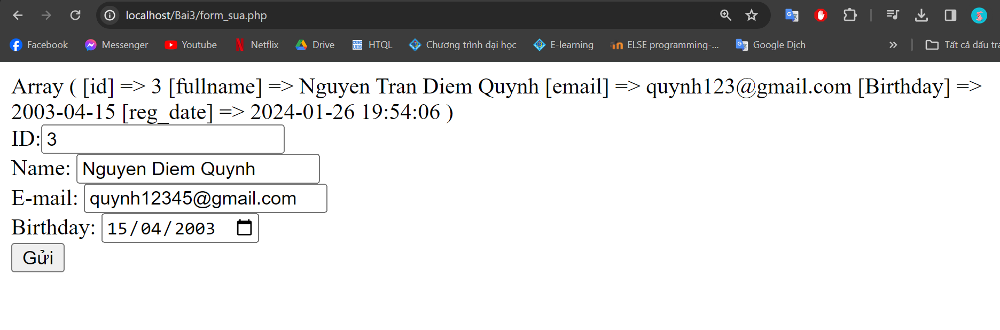 localhost/Bai3/form_sua.php
Facebook Messenger Youtube Netflix Drive CUSC UIIS HTQL Chương trình đại học E-learning ELSE programming-... Google Dịch » Tất cả dấu tra
Array ( [id] => 3 [fullname] => Nguyen Tran Diem Quynh [email] => quynh123@gmail.com [Birthday] =>
2003-04-15 [reg_date] => 2024-01-26 19:54:06 )
ID: 3
Name: Nguyen Diem Quynh
E-mail: quynh12345@gmail.com
Birthday: 15/04/2003
Gửi